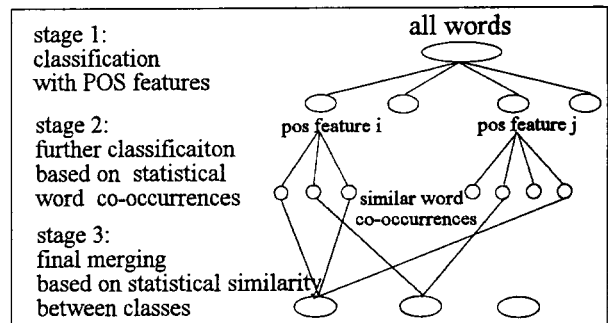 all words
stage 1:
classification
with POS features
pos feature i
pos feature j
stage 2:
further classificaiton
based on statistical
word co-occurrences
similar word
co-occurrences
stage 3:
final merging
based on statistical similarity
between classes